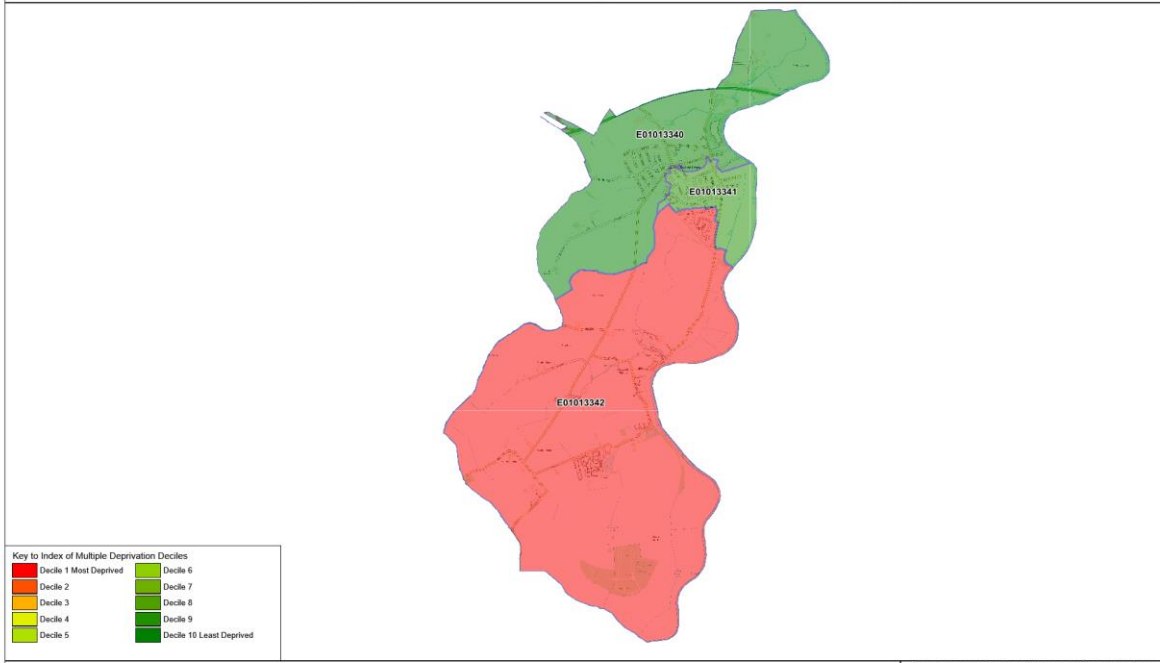 E01013340
E01013341
E01013342
Key to Index of Multiple Deprivation Deciles
Decile 1 Most Deprived
Decile 2
Decile 3
Decile 4
Decile 5
Decile 6
Decile 7
Decile 8
Decile 9
Decile 10 Least Deprived